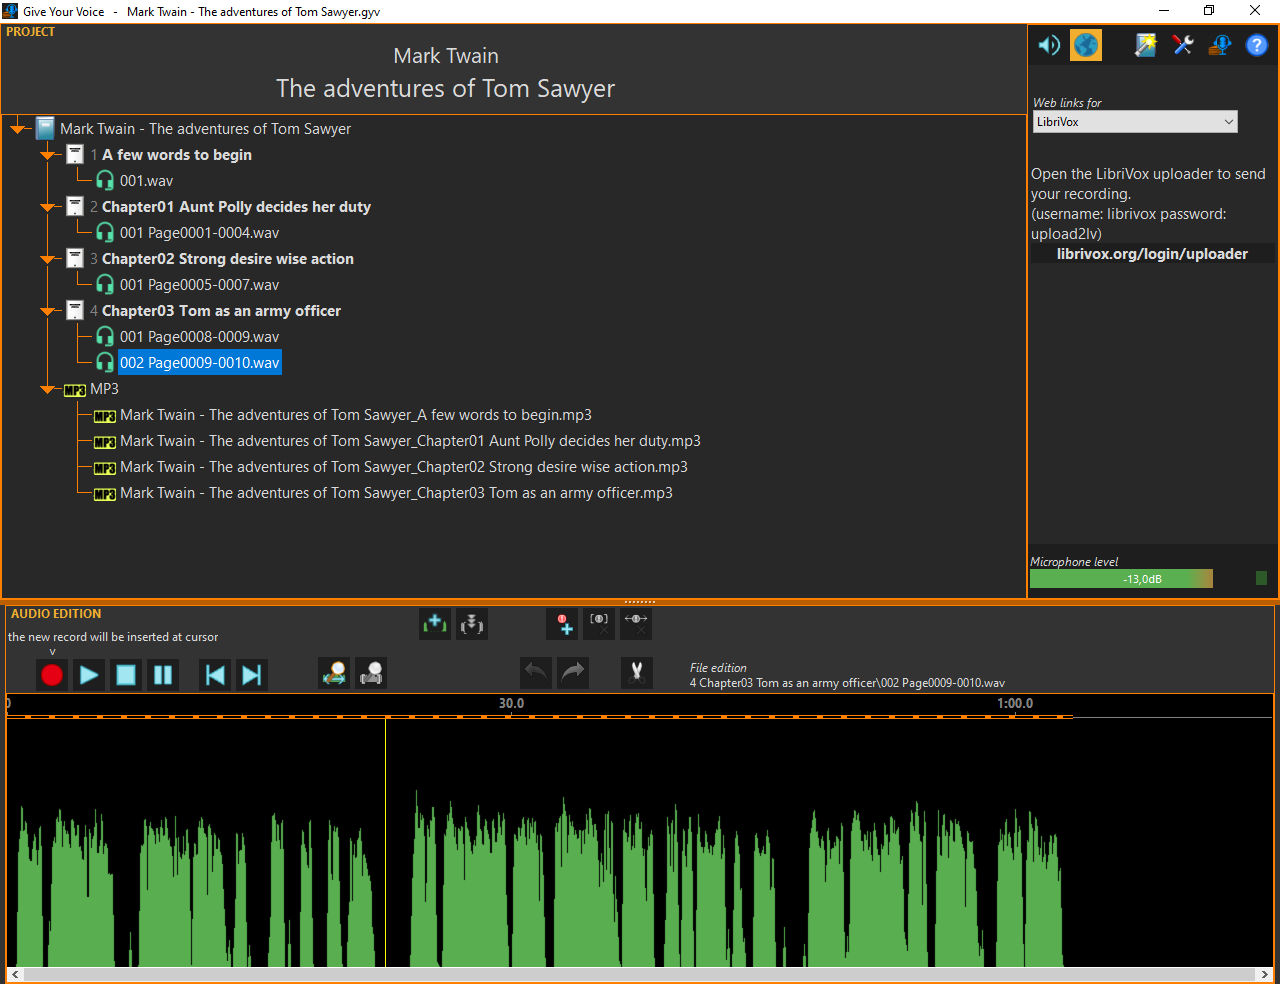 Give Your Voice - Mark Twain - The adventures of Tom Sawyer.gyv
PROJECT
Mark Twain
The adventures of Tom Sawyer
Mark Twain - The adventures of Tom Sawyer
1 A few words to begin
001.wav
2 Chapter01 Aunt Polly decides her duty
001 Page0001-0004.wav
3 Chapter02 Strong desire wise action
001 Page0005-0007.wav
4 Chapter03 Tom as an army officer
001 Page0008-0009.wav
002 Page0009-0010.wav
MP3 MP3
MP3 Mark Twain - The adventures of Tom Sawyer_A few words to begin.mp3
MP3 Mark Twain - The adventures of Tom Sawyer_Chapter01 Aunt Polly decides her duty.mp3
MP3 Mark Twain - The adventures of Tom Sawyer_Chapter02 Strong desire wise action.mp3
MP3 Mark Twain - The adventures of Tom Sawyer_Chapter03 Tom as an army officer.mp3
Web links for
LibriVox
Open the LibriVox uploader to send
your recording.
(username: librivox password:
upload2lv)
librivox.org/login/uploader
Microphone level
-13,0dB
AUDIO EDITION
the new record will be inserted at cursor
v
File edition
4 Chapter03 Tom as an army officer\002 Page0009-0010.wav
0 30.0 1:00.0